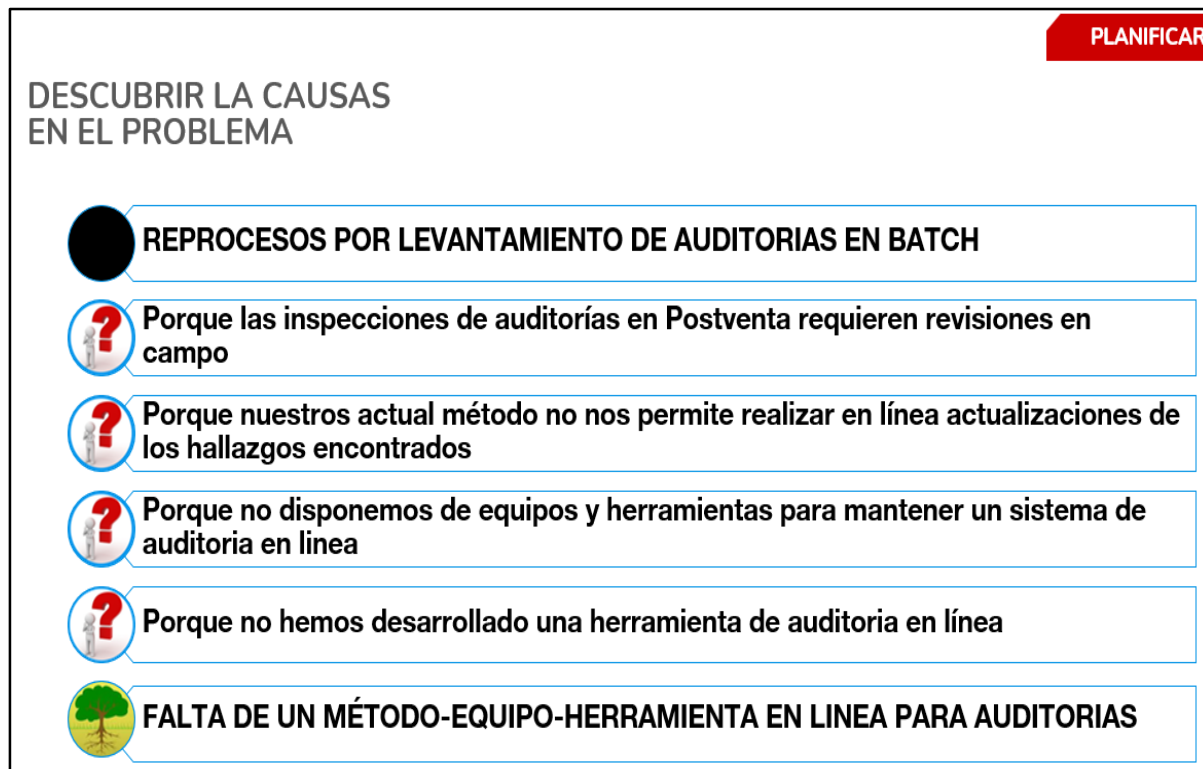 PLANIFICAR
DESCUBRIR LA CAUSAS
EN EL PROBLEMA
REPROCESOS POR LEVANTAMIENTO DE AUDITORIAS EN BATCH
Porque las inspecciones de auditorías en Postventa requieren revisiones en
campo
Porque nuestros actual método no nos permite realizar en línea actualizaciones de
los hallazgos encontrados
Porque no disponemos de equipos y herramientas para mantener un sistema de
auditoria en linea
Porque no hemos desarrollado una herramienta de auditoria en línea
FALTA DE UN MÉTODO-EQUIPO-HERRAMIENTA EN LINEA PARA AUDITORIAS